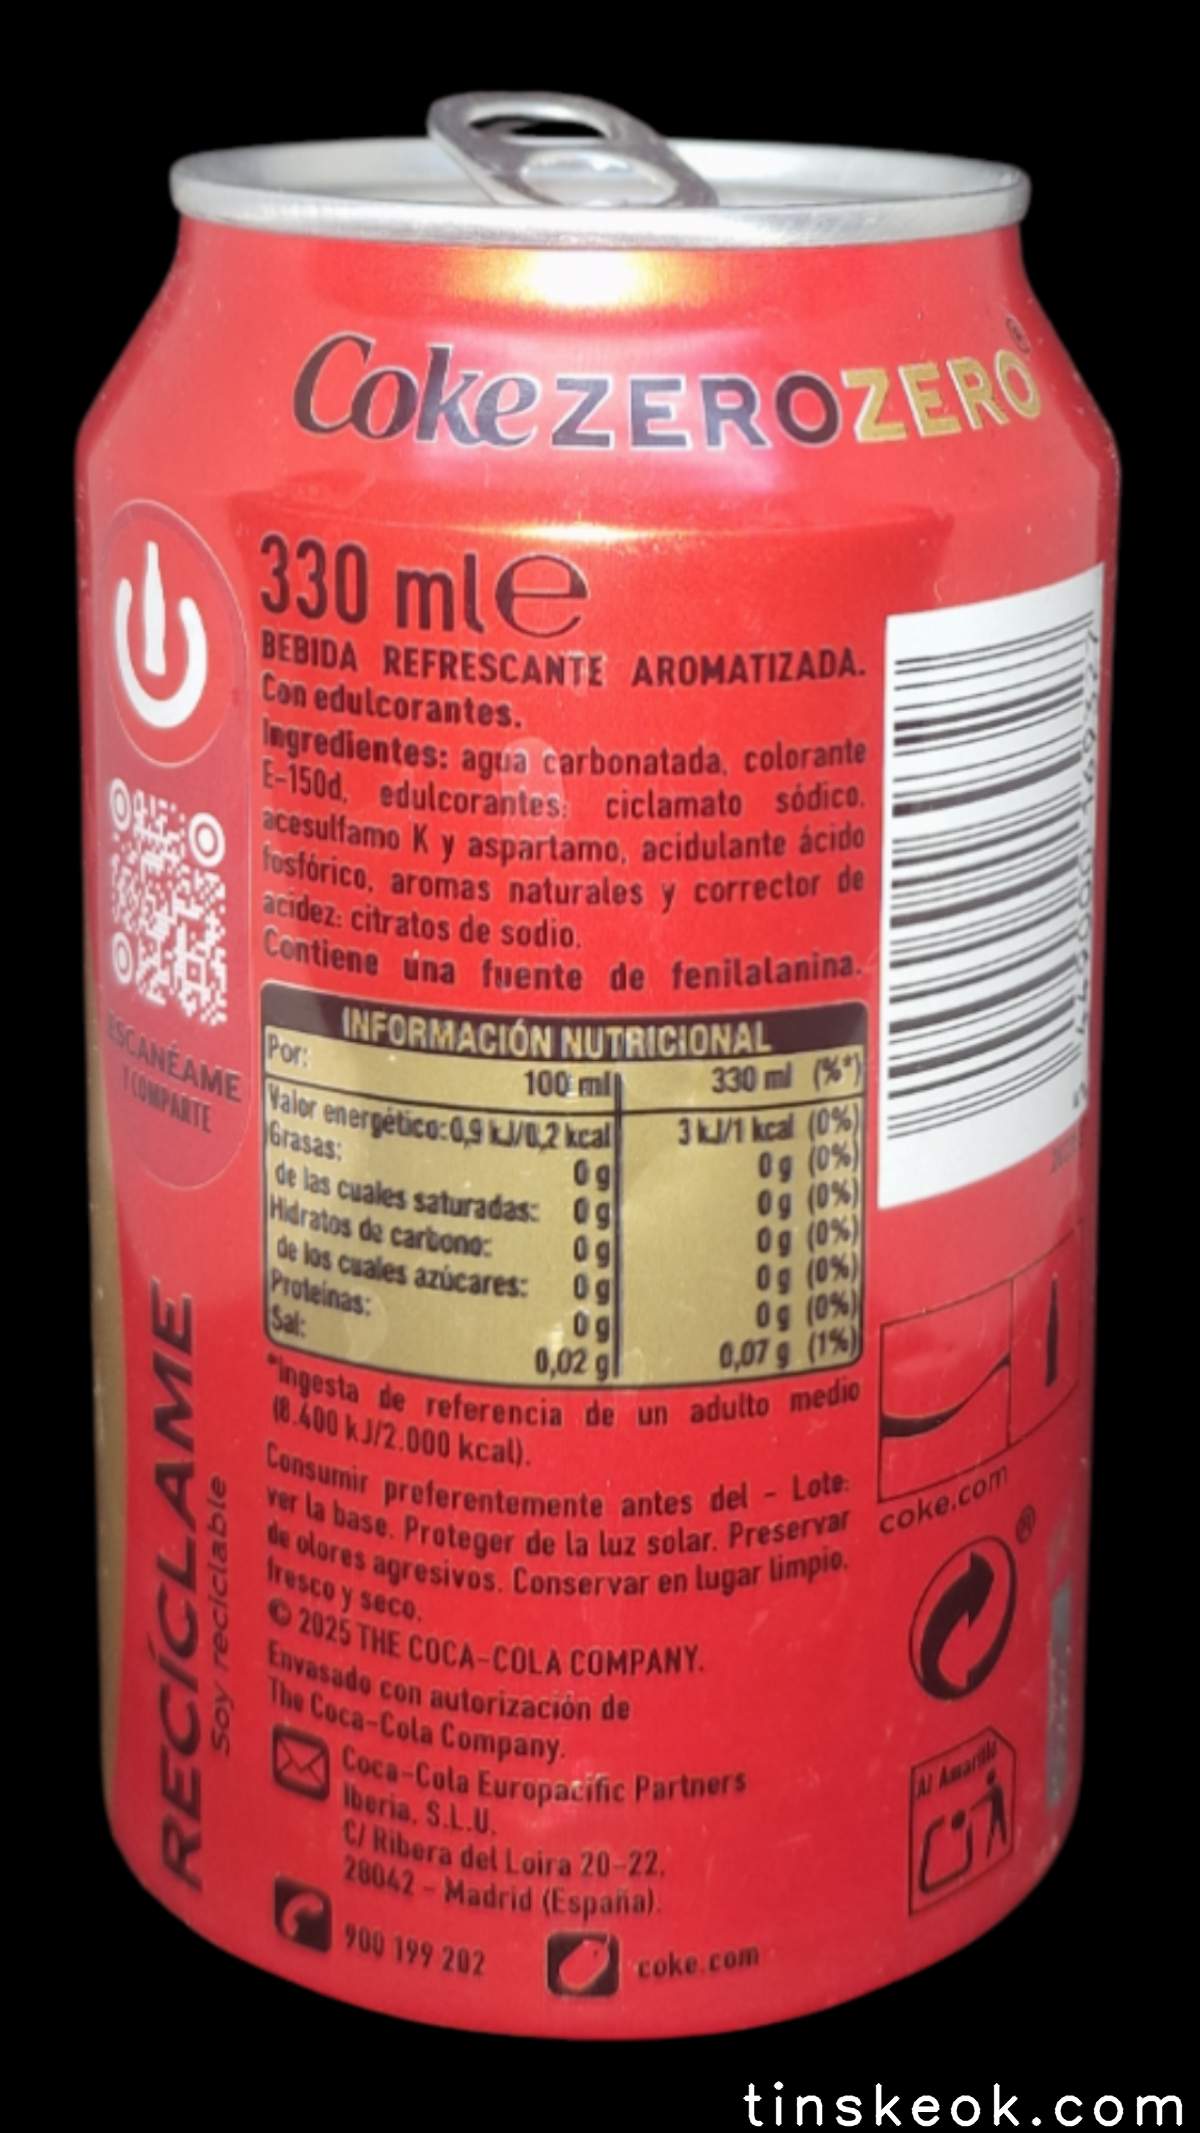 CokeZEROZERO®
330 ml e
BEBIDA REFRESCANTE AROMATIZADA.
Con edulcorantes.
Ingredientes: agua carbonatada, colorante
E-150d, edulcorantes: ciclamato sódico,
acesulfamo K y aspartamo, acidulante ácido
fosfórico, aromas naturales y corrector de
acidez: citratos de sodio.
Contiene una fuente de fenilalanina.
INFORMACIÓN NUTRICIONAL
Por: 100 ml 330 ml (%*)
Valor energético: 0,9 kJ/0,2 kcal 3 kJ/1 kcal (0%)
Grasas: 0 g 0 g (0%)
de las cuales saturadas: 0 g 0 g (0%)
Hidratos de carbono: 0 g 0 g (0%)
de los cuales azúcares: 0 g 0 g (0%)
Proteínas: 0 g 0 g (0%)
Sal: 0,02 g 0,07 g (1%)
*Ingesta de referencia de un adulto medio
(8.400 kJ/2.000 kcal).
Consumir preferentemente antes del - Lote:
ver la base. Proteger de la luz solar. Preservar
de olores agresivos. Conservar en lugar limpio,
fresco y seco.
© 2025 THE COCA-COLA COMPANY.
Envasado con autorización de
The Coca-Cola Company.
Coca-Cola Europacific Partners
Iberia, S.L.U.
C/ Ribera del Loira 20-22.
28042 - Madrid (España).
900 199 202
coke.com
ESCANÉAME
Y COMPARTE
RECÍCLAME
Soy reciclable
coke.com
®
Al Amarillo
tinskeok.com